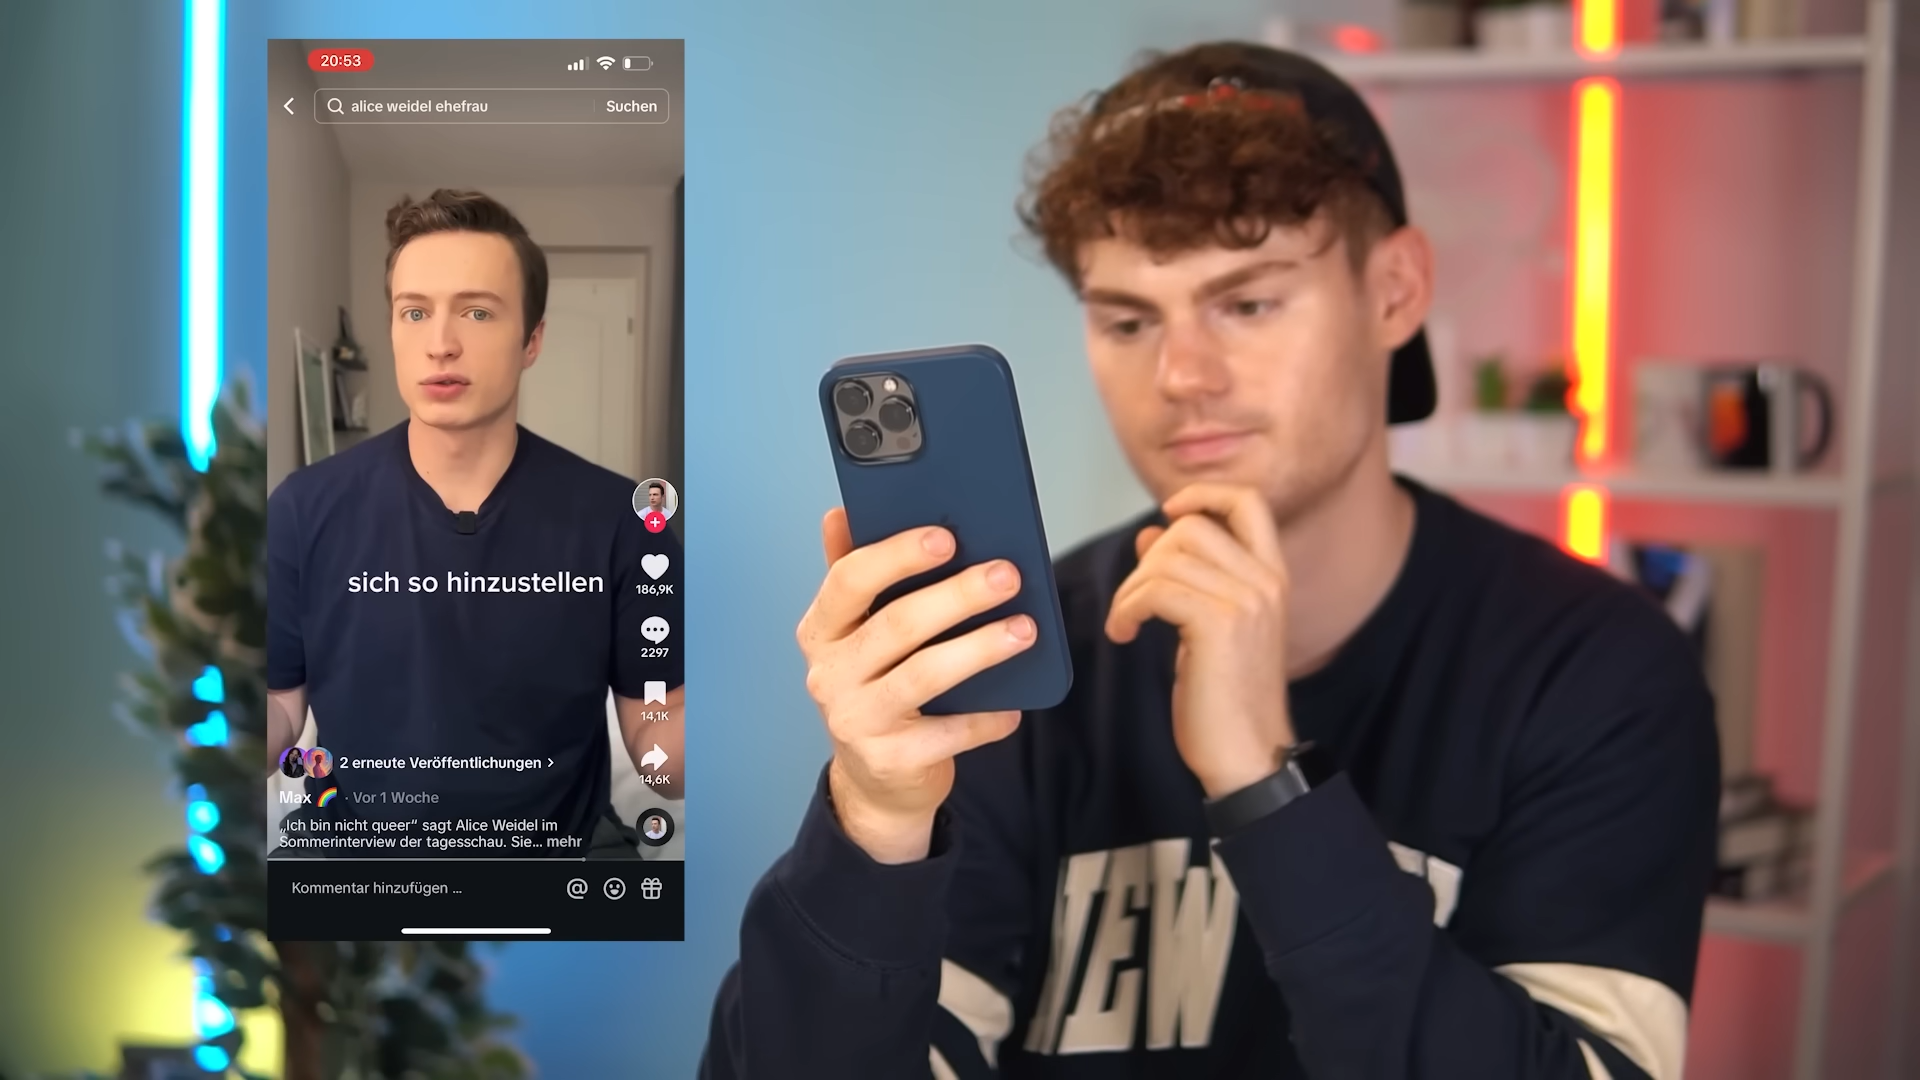 20:53
alice weidel ehefrau
Suchen
sich so hinzustellen
186,9K
2297
14,1K
14,6K
2 erneute Veröffentlichungen >
Max 🌈 · Vor 1 Woche
„Ich bin nicht queer“ sagt Alice Weidel im
Sommerinterview der tagesschau. Sie... mehr
Kommentar hinzufügen ...
NEW